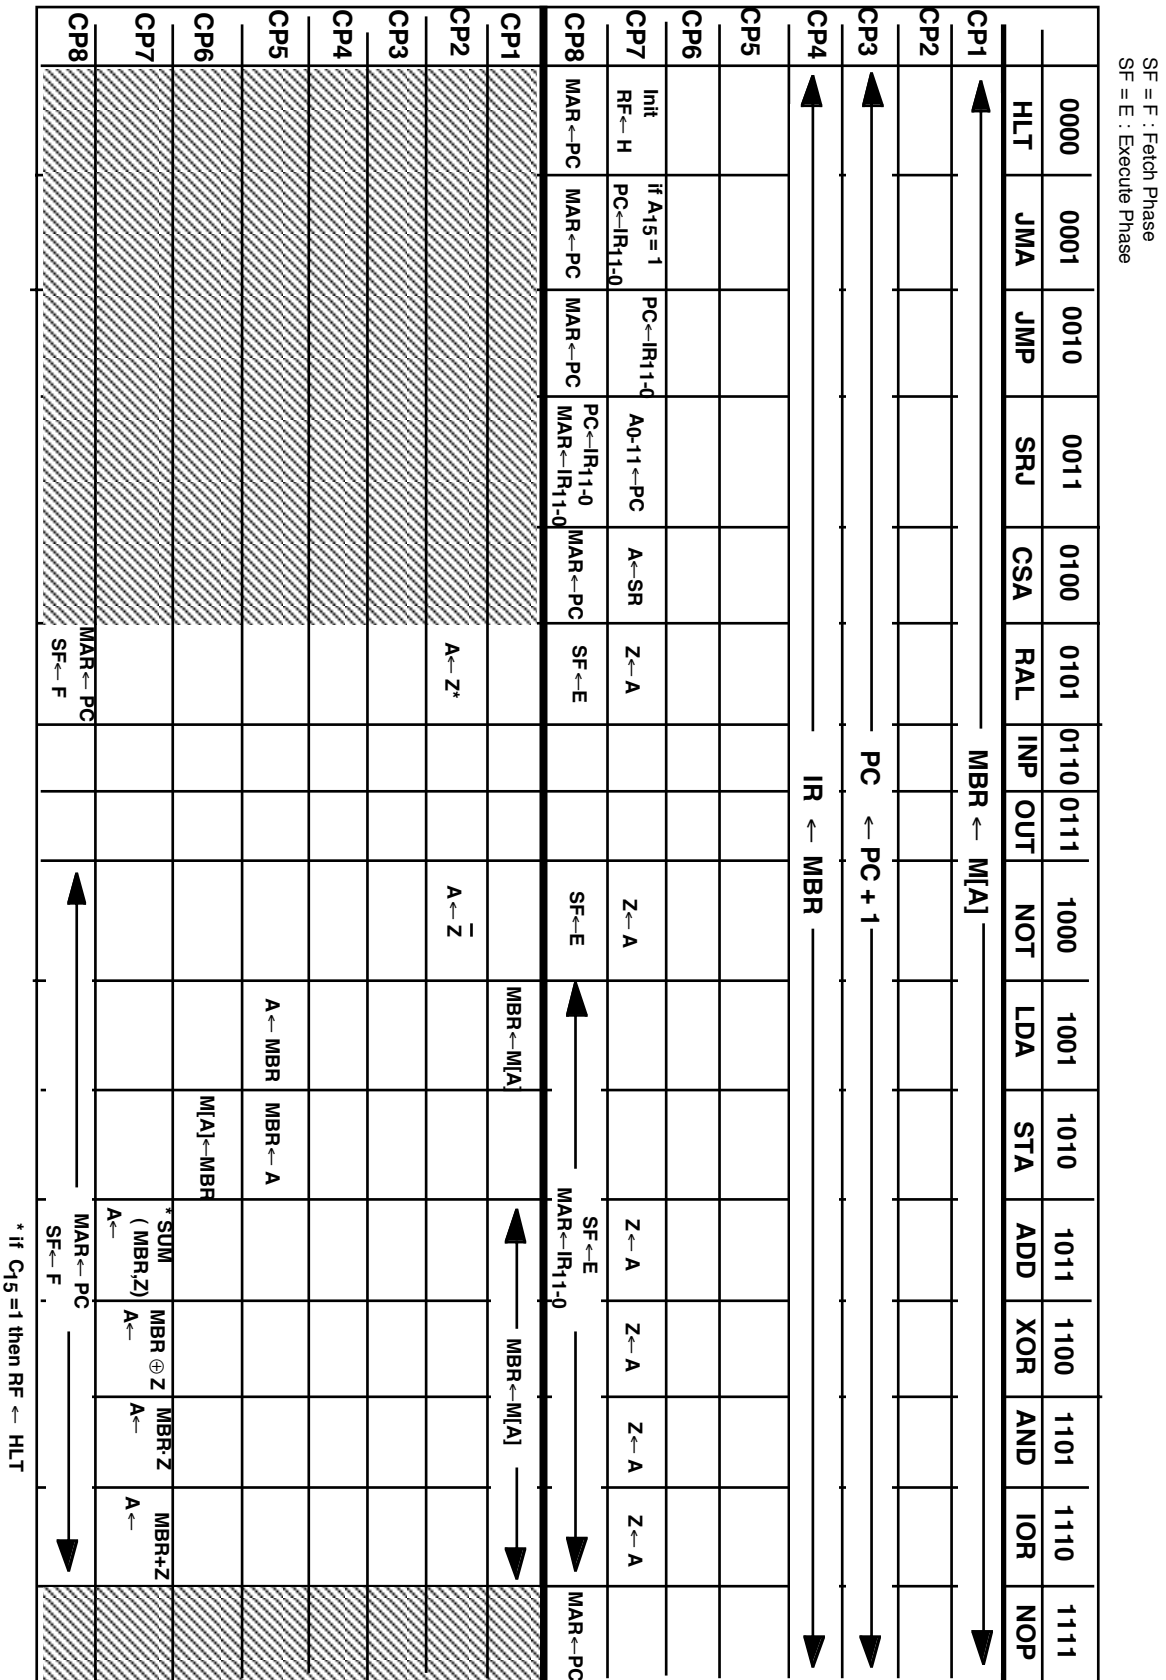 SF = F : Fetch Phase
SF = E : Execute Phase
0000 0001 0010 0011 0100 0101 0110 0111 1000 1001 1010 1011 1100 1101 1110 1111
HLT JMA JMP SRJ CSA RAL INP OUT NOT LDA STA ADD XOR AND IOR NOP
CP1 MBR ← M[A]
CP2
CP3 PC ← PC + 1
CP4 IR ← MBR
CP5
CP6
CP7
Init
RF← H
if A15 = 1
PC←IR11-0
PC←IR11-0
A0-11←PC
A←SR
Z← A
Z← A
Z← A
Z← A
Z← A
Z← A
CP8
MAR ←PC
MAR←PC
MAR←PC
PC←IR11-0
MAR←IR11-0
MAR←PC
SF←E
SF←E
SF←E
MAR←IR11-0
MAR←PC
CP1
MBR←M[A]
MBR←M[A]
CP2
A← Z*
A← Z̅
CP3
CP4
CP5
A← MBR
MBR← A
CP6
M[A]←MBR
CP7
* SUM
( MBR,Z)
A←
MBR ⊕ Z
A←
MBR·Z
A←
MBR+Z
A←
CP8
MAR← PC
SF← F
MAR← PC
SF← F
* if C15 =1 then RF ← HLT